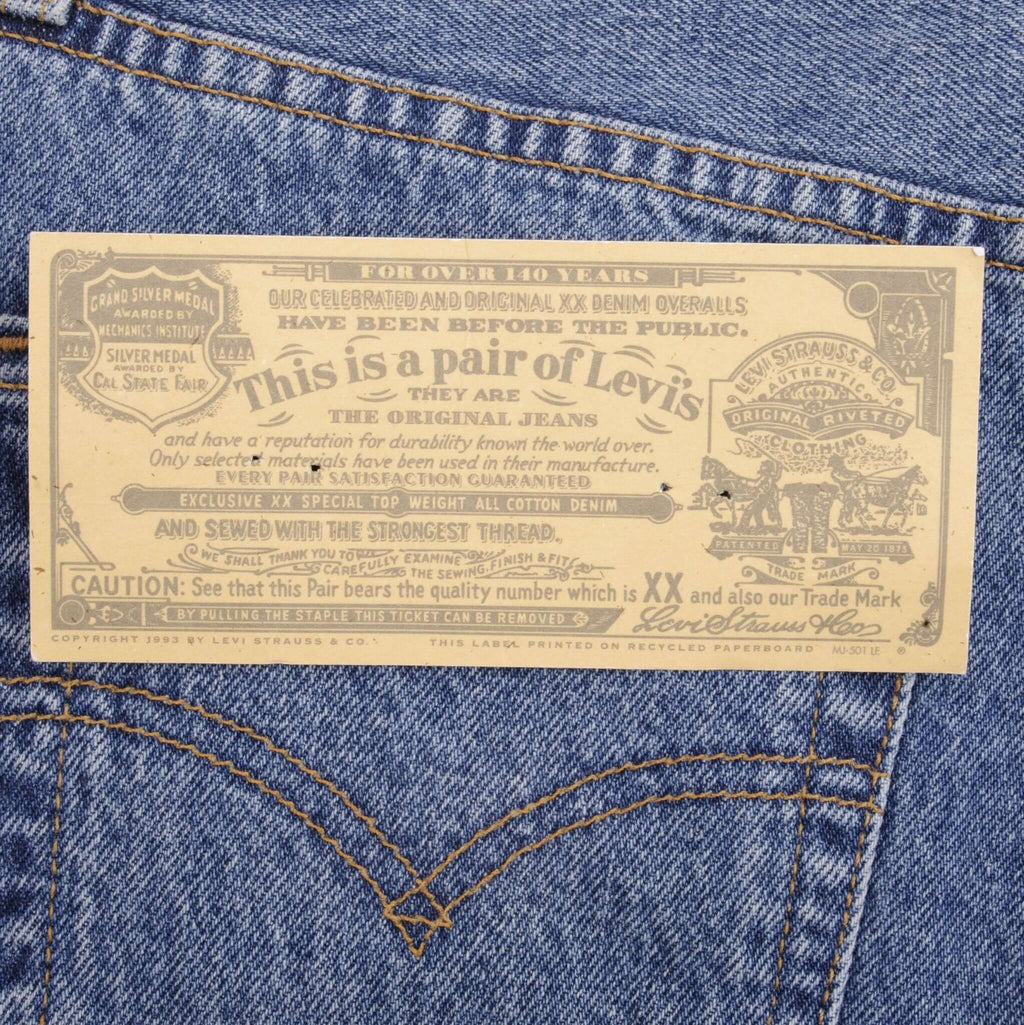 FOR OVER 140 YEARS
OUR CELEBRATED AND ORIGINAL XX DENIM OVERALLS
HAVE BEEN BEFORE THE PUBLIC.
GRAND SILVER MEDAL
AWARDED BY
MECHANICS INSTITUTE
SILVER MEDAL
AWARDED BY
CAL STATE FAIR
This is a pair of Levi's
THEY ARE
THE ORIGINAL JEANS
and have a reputation for durability known the world over.
Only selected materials have been used in their manufacture.
EVERY PAIR SATISFACTION GUARANTEED
EXCLUSIVE XX SPECIAL TOP WEIGHT ALL COTTON DENIM
AND SEWED WITH THE STRONGEST THREAD.
WE SHALL THANK YOU TO
CAREFULLY EXAMINE
THE SEWING, FINISH & FIT
LEVI STRAUSS & CO.
AUTHENTIC
ORIGINAL RIVETED
CLOTHING
PATENTED
MAY 20 1873
TRADE MARK
CAUTION: See that this Pair bears the quality number which is XX and also our Trade Mark
BY PULLING THE STAPLE THIS TICKET CAN BE REMOVED
Levi Strauss & Co
COPYRIGHT 1993 BY LEVI STRAUSS & CO. THIS LABEL PRINTED ON RECYCLED PAPERBOARD MJ-501 LE ®